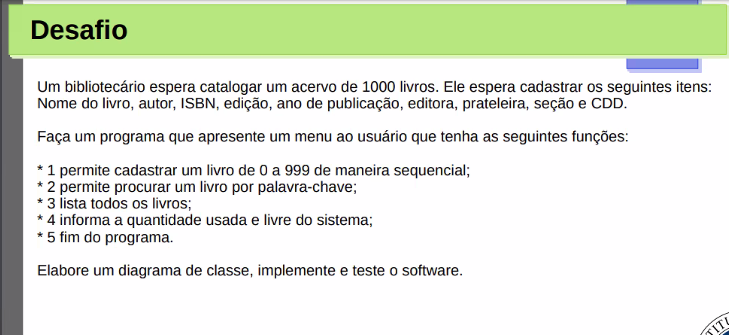 Desafio
Um bibliotecário espera catalogar um acervo de 1000 livros. Ele espera cadastrar os seguintes itens:
Nome do livro, autor, ISBN, edição, ano de publicação, editora, prateleira, seção e CDD.
Faça um programa que apresente um menu ao usuário que tenha as seguintes funções:
* 1 permite cadastrar um livro de 0 a 999 de maneira sequencial;
* 2 permite procurar um livro por palavra-chave;
* 3 lista todos os livros;
* 4 informa a quantidade usada e livre do sistema;
* 5 fim do programa.
Elabore um diagrama de classe, implemente e teste o software.